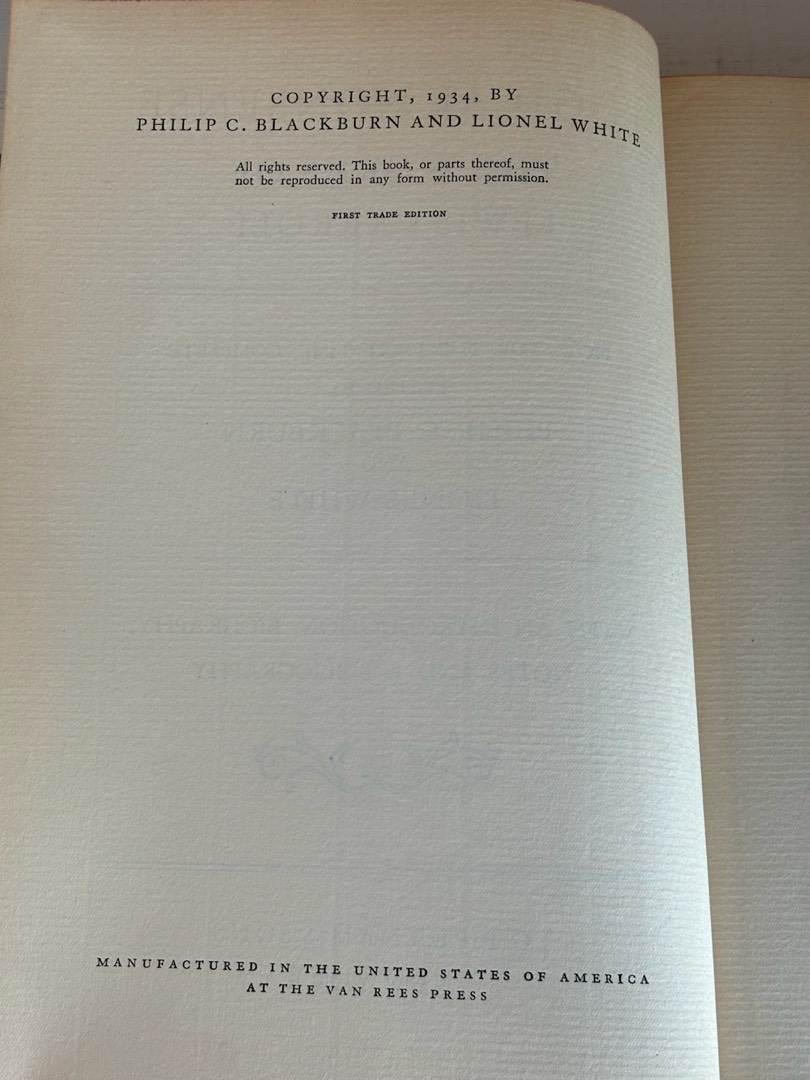 COPYRIGHT, 1934, BY
PHILIP C. BLACKBURN AND LIONEL WHITE
All rights reserved. This book, or parts thereof, must
not be reproduced in any form without permission.
FIRST TRADE EDITION
MANUFACTURED IN THE UNITED STATES OF AMERICA
AT THE VAN REES PRESS